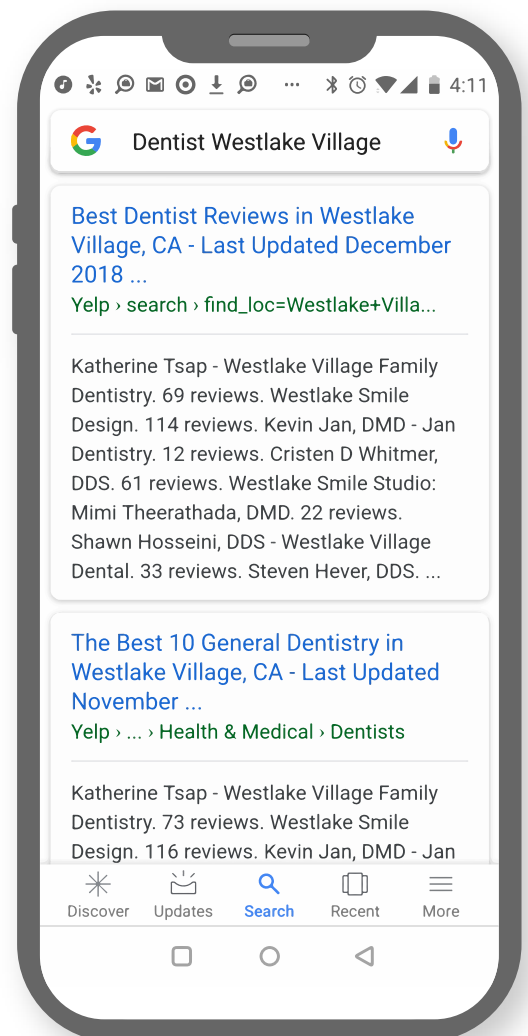 4:11
Dentist Westlake Village
Best Dentist Reviews in Westlake
Village, CA - Last Updated December
2018 ...
Yelp › search › find_loc=Westlake+Villa...
Katherine Tsap - Westlake Village Family
Dentistry. 69 reviews. Westlake Smile
Design. 114 reviews. Kevin Jan, DMD - Jan
Dentistry. 12 reviews. Cristen D Whitmer,
DDS. 61 reviews. Westlake Smile Studio:
Mimi Theerathada, DMD. 22 reviews.
Shawn Hosseini, DDS - Westlake Village
Dental. 33 reviews. Steven Hever, DDS. ...
The Best 10 General Dentistry in
Westlake Village, CA - Last Updated
November ...
Yelp › ... › Health & Medical › Dentists
Katherine Tsap - Westlake Village Family
Dentistry. 73 reviews. Westlake Smile
Design. 116 reviews. Kevin Jan, DMD - Jan
Discover Updates Search Recent More